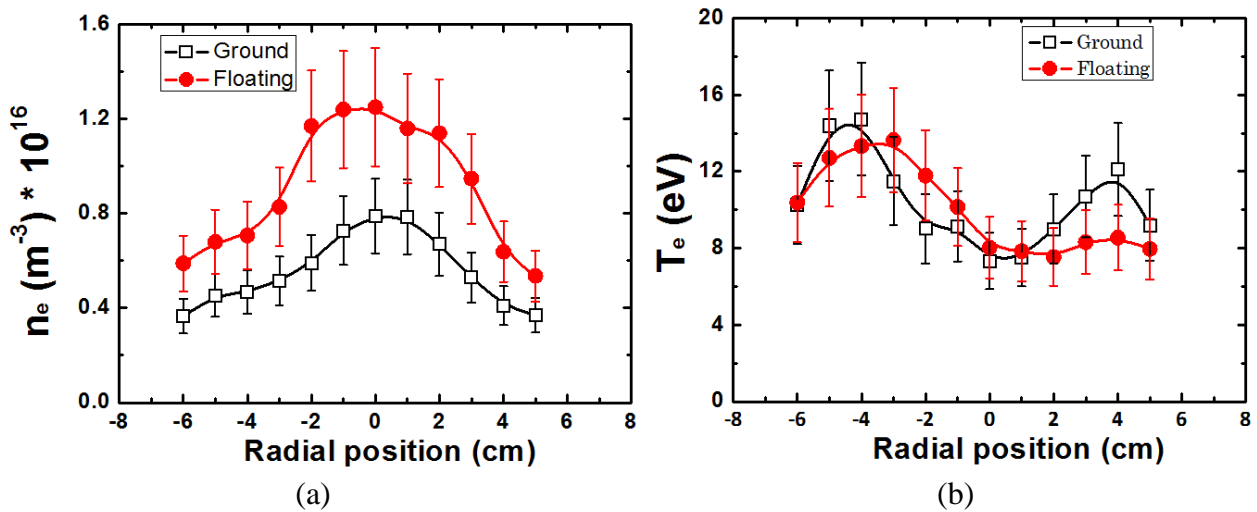 1.6
1.2
0.8
0.4
0.0
nₑ (m⁻³) * 10¹⁶
Ground
Floating
-8 -6 -4 -2 0 2 4 6 8
Radial position (cm)
(a)
20
16
12
8
4
0
Tₑ (eV)
Ground
Floating
-8 -6 -4 -2 0 2 4 6 8
Radial position (cm)
(b)